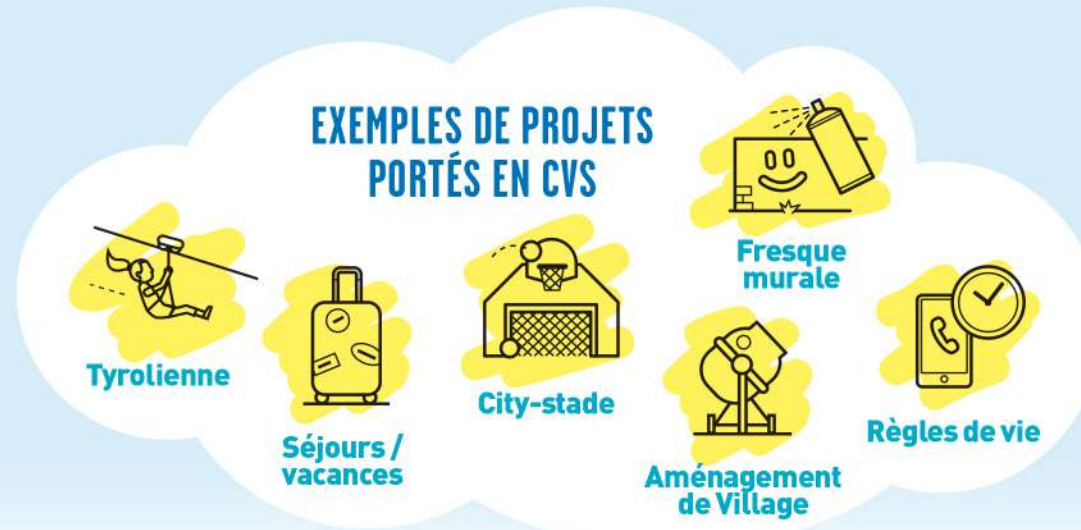 EXEMPLES DE PROJETS
PORTÉS EN CVS
Tyrolienne
Séjours /
vacances
City-stade
Fresque
murale
Aménagement
de Village
Règles de vie